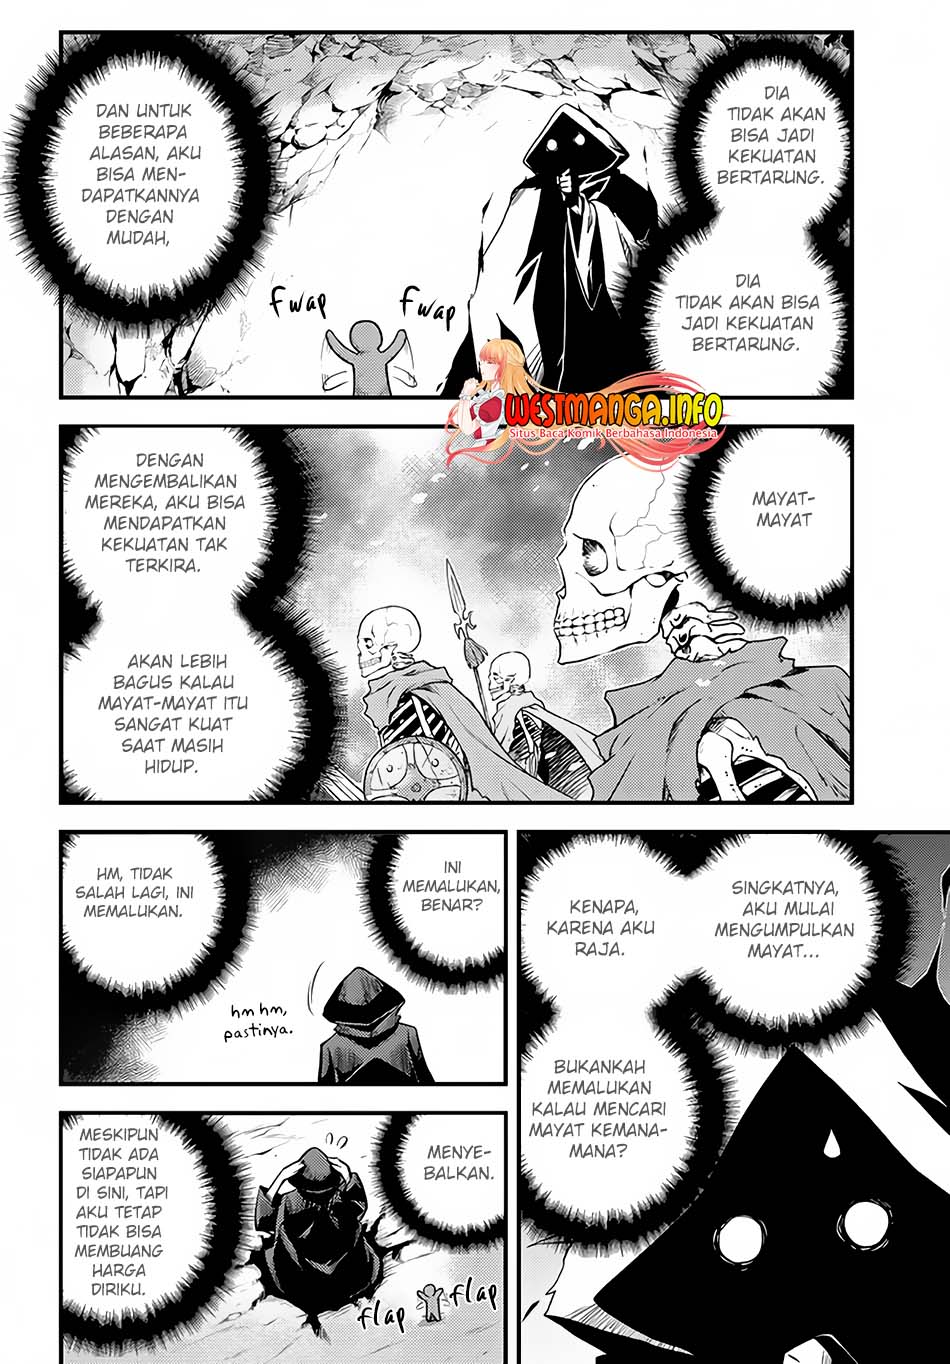 DIA
TIDAK AKAN
BISA JADI
KEKUATAN
BERTARUNG.
DIA
TIDAK AKAN BISA
JADI KEKUATAN
BERTARUNG.
DAN UNTUK
BEBERAPA
ALASAN, AKU
BISA MEN-
DAPATKANNYA
DENGAN
MUDAH,
fwap
fwap
WESTMANGA.INFO
Situs Baca Komik Berbahasa Indonesia
MAYAT-
MAYAT
DENGAN
MENGEMBALIKAN
MEREKA, AKU BISA
MENDAPATKAN
KEKUATAN TAK
TERKIRA.
AKAN LEBIH
BAGUS KALAU
MAYAT-MAYAT ITU
SANGAT KUAT
SAAT MASIH
HIDUP.
SINGKATNYA,
AKU MULAI
MENGUMPULKAN
MAYAT...
KENAPA,
KARENA AKU
RAJA.
BUKANKAH
MEMALUKAN
KALAU MENCARI
MAYAT KEMANA-
MANA?
INI
MEMALUKAN,
BENAR?
HM, TIDAK
SALAH LAGI, INI
MEMALUKAN.
hm hm,
pastinya.
MENYE-
BALKAN.
MESKIPUN
TIDAK ADA
SIAPAPUN
DI SINI, TAPI
AKU TETAP
TIDAK BISA
MEMBUANG
HARGA
DIRIKU.
flap
flap